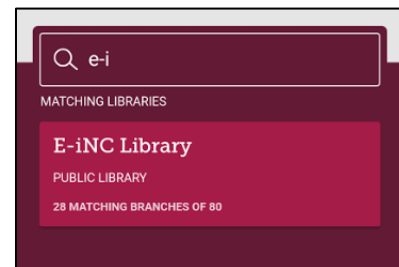 e-i
MATCHING LIBRARIES
E-iNC Library
PUBLIC LIBRARY
28 MATCHING BRANCHES OF 80